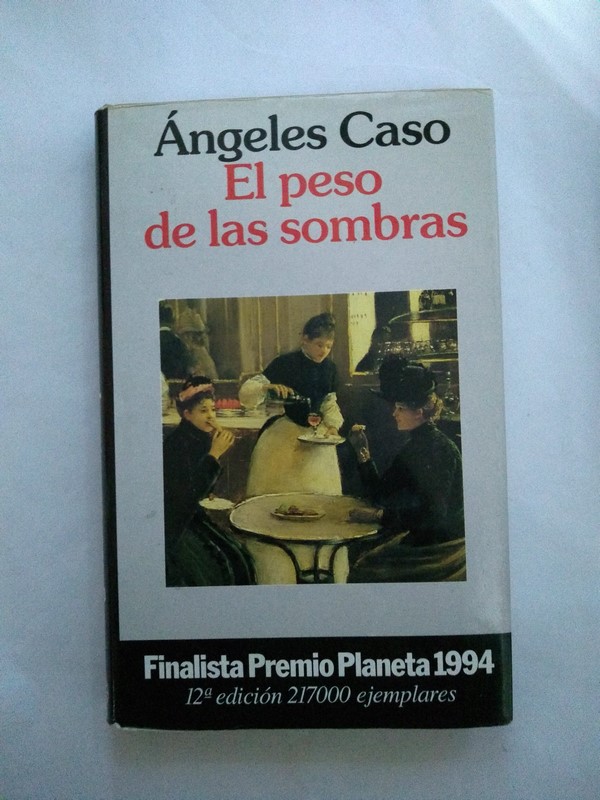 Ángeles Caso
El peso
de las sombras
Finalista Premio Planeta 1994
12ª edición 217000 ejemplares